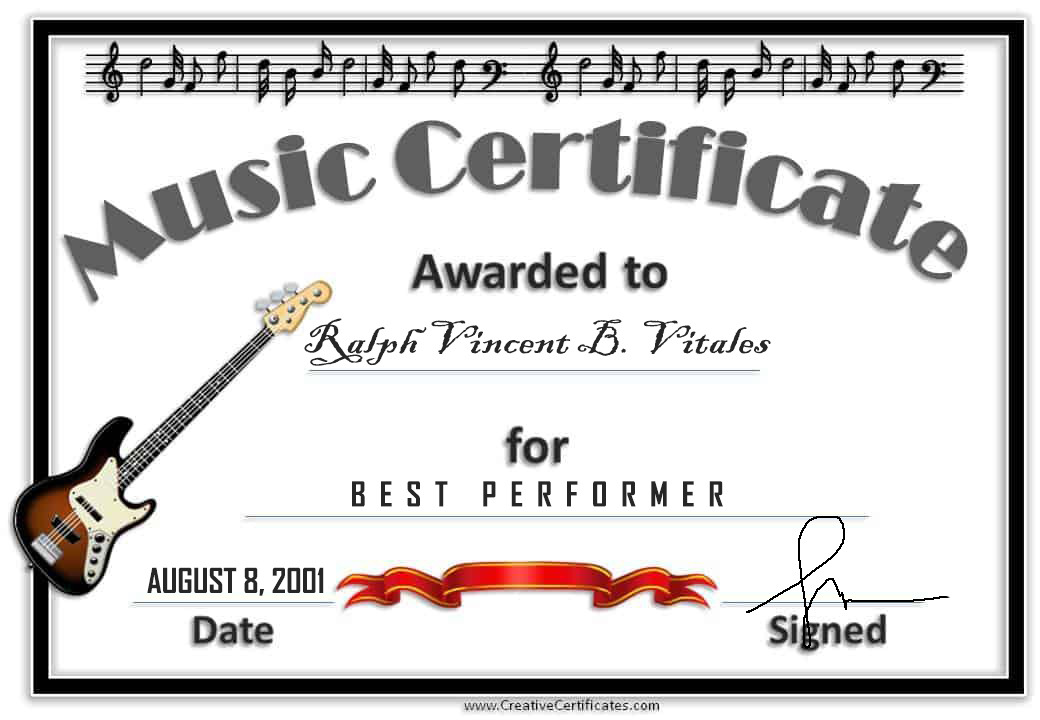 Music Certificate
Awarded to
Ralph Vincent B. Vitales
for
BEST PERFORMER
AUGUST 8, 2001
Date
Signed
www.CreativeCertificates.com